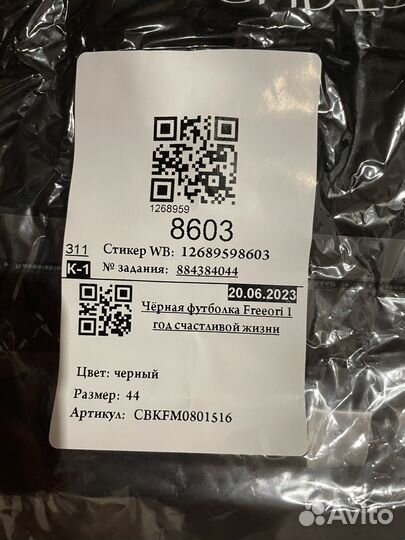 1268959
8603
311 Стикер WB: 12689598603
K-1 № задания: 884384044
20.06.2023
Чёрная футболка Freeori 1
год счастливой жизни
Цвет: черный
Размер: 44
Артикул: CBKFM0801516
Avito